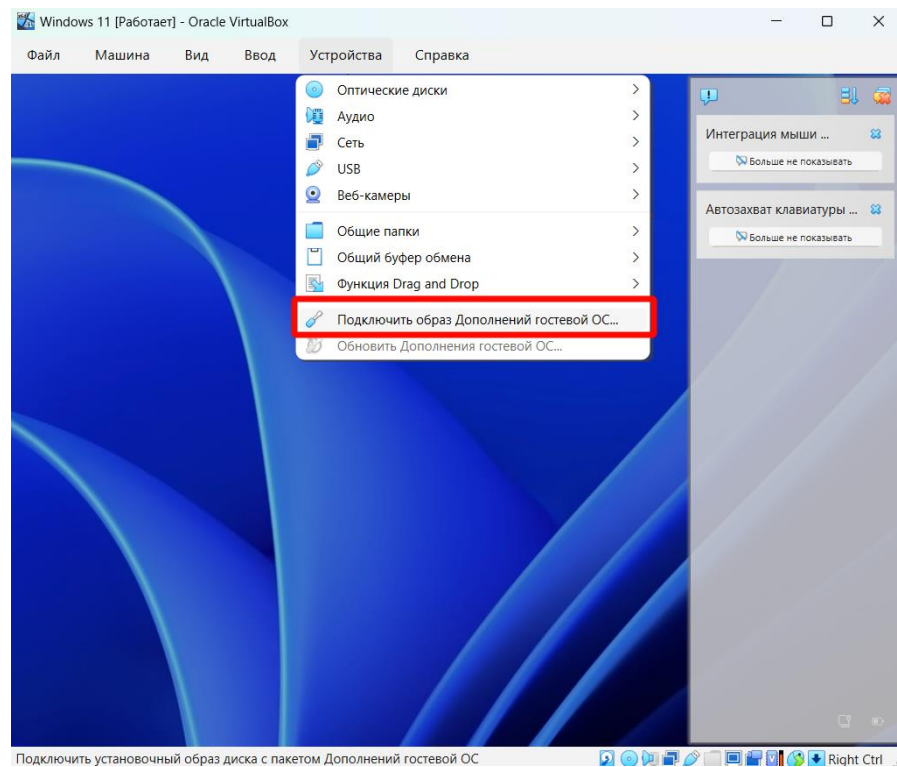 Windows 11 [Работает] - Oracle VirtualBox
Файл Машина Вид Ввод Устройства Справка
Оптические диски
Аудио
Сеть
USB
Веб-камеры
Общие папки
Общий буфер обмена
Функция Drag and Drop
Подключить образ Дополнений гостевой ОС...
Обновить Дополнения гостевой ОС...
Интеграция мыши ...
Больше не показывать
Автозахват клавиатуры ...
Больше не показывать
Подключить установочный образ диска с пакетом Дополнений гостевой ОС
Right Ctrl